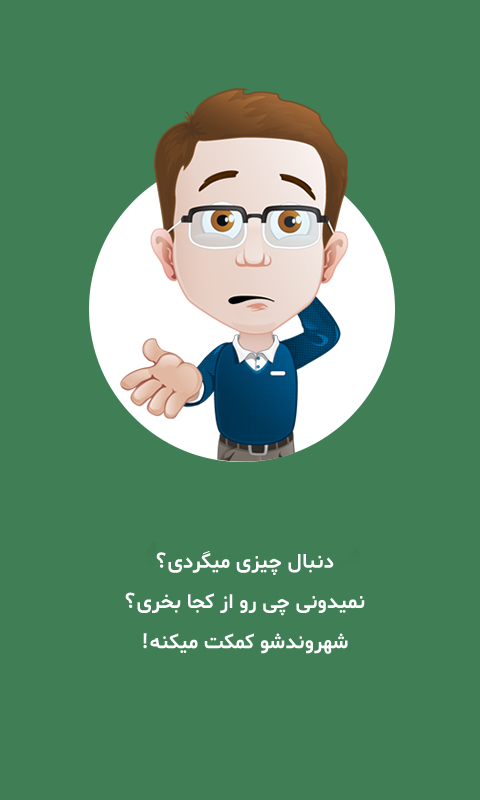 دنبال چیزی میگردی؟
نمیدونی چی رو از کجا بخری؟
شهروندشو کمکت میکنه!